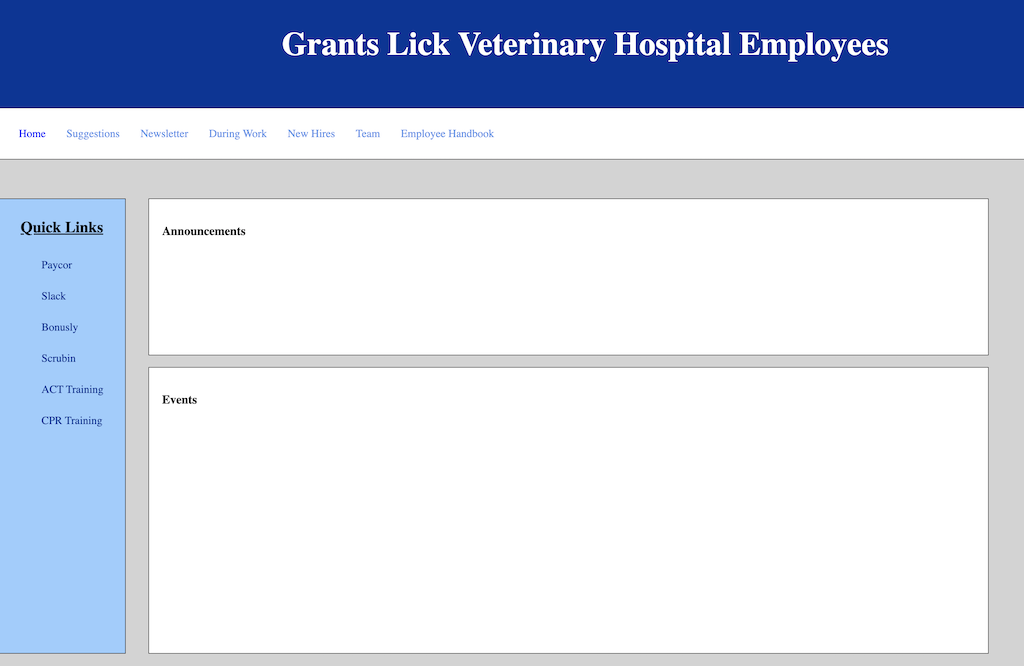 Grants Lick Veterinary Hospital Employees
Home Suggestions Newsletter During Work New Hires Team Employee Handbook
Quick Links
Paycor
Slack
Bonusly
Scrubin
ACT Training
CPR Training
Announcements
Events